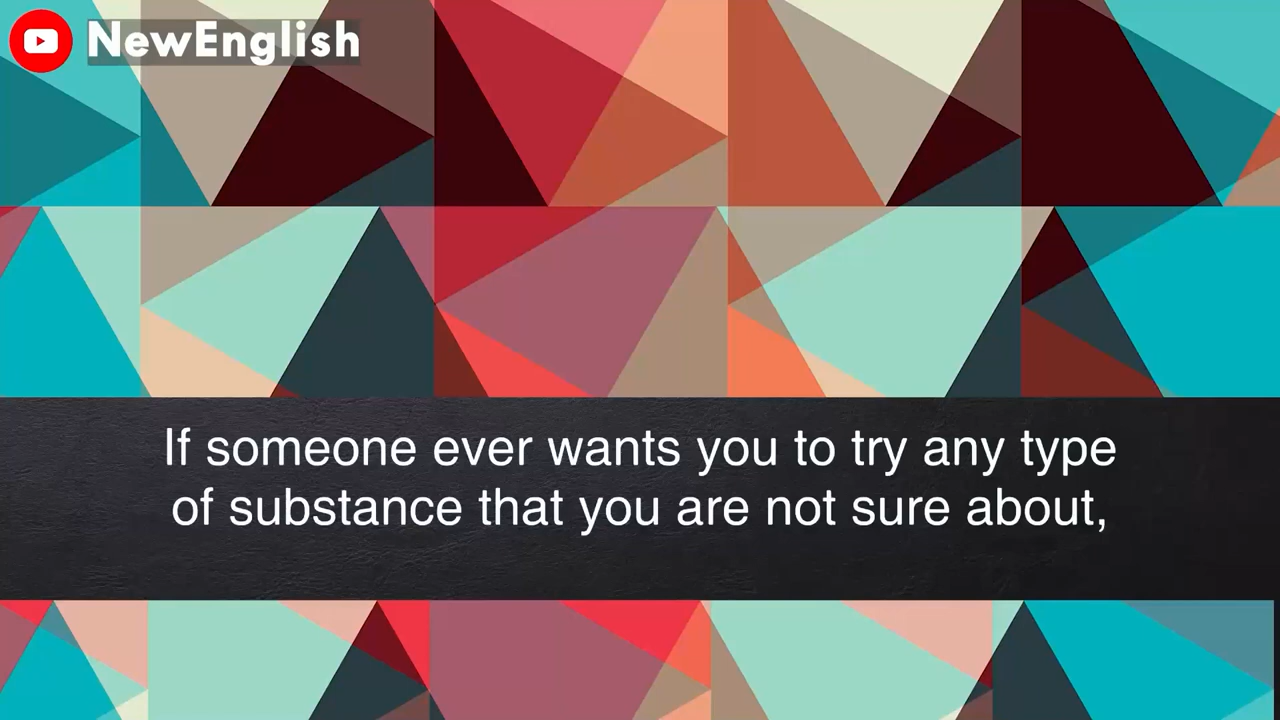 NewEnglish
If someone ever wants you to try any type
of substance that you are not sure about,